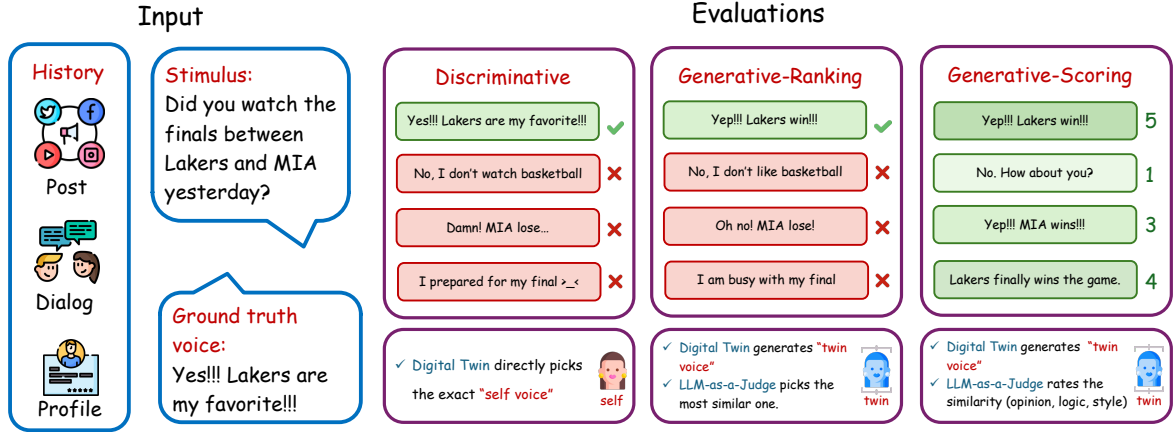 Input
Evaluations
History
Post
Dialog
Profile
Stimulus:
Did you watch the
finals between
Lakers and MIA
yesterday?
Ground truth
voice:
Yes!!! Lakers are
my favorite!!!
Discriminative
Yes!!! Lakers are my favorite!!!
No, I don't watch basketball
Damn! MIA lose...
I prepared for my final >_<
✓ Digital Twin directly picks
the exact "self voice"
self
Generative-Ranking
Yep!!! Lakers win!!!
No, I don't like basketball
Oh no! MIA lose!
I am busy with my final
✓ Digital Twin generates "twin
voice"
✓ LLM-as-a-Judge picks the
most similar one.
twin
Generative-Scoring
Yep!!! Lakers win!!! 5
No. How about you? 1
Yep!!! MIA wins!!! 3
Lakers finally wins the game. 4
✓ Digital Twin generates "twin
voice"
✓ LLM-as-a-Judge rates the
similarity (opinion, logic, style)
twin